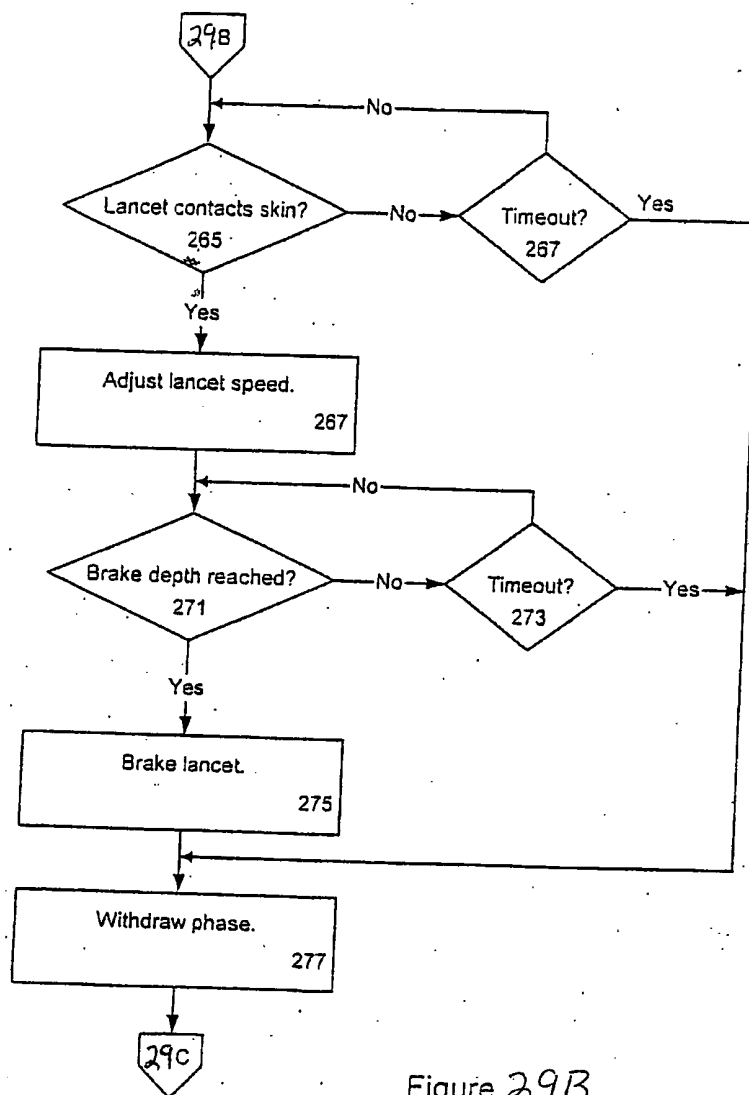 29B
No
Lancet contacts skin?
265
No
Timeout?
267
Yes
Yes
Adjust lancet speed.
267
No
Brake depth reached?
271
No
Timeout?
273
Yes
Yes
Brake lancet.
275
Withdraw phase.
277
29C
Figure 29B